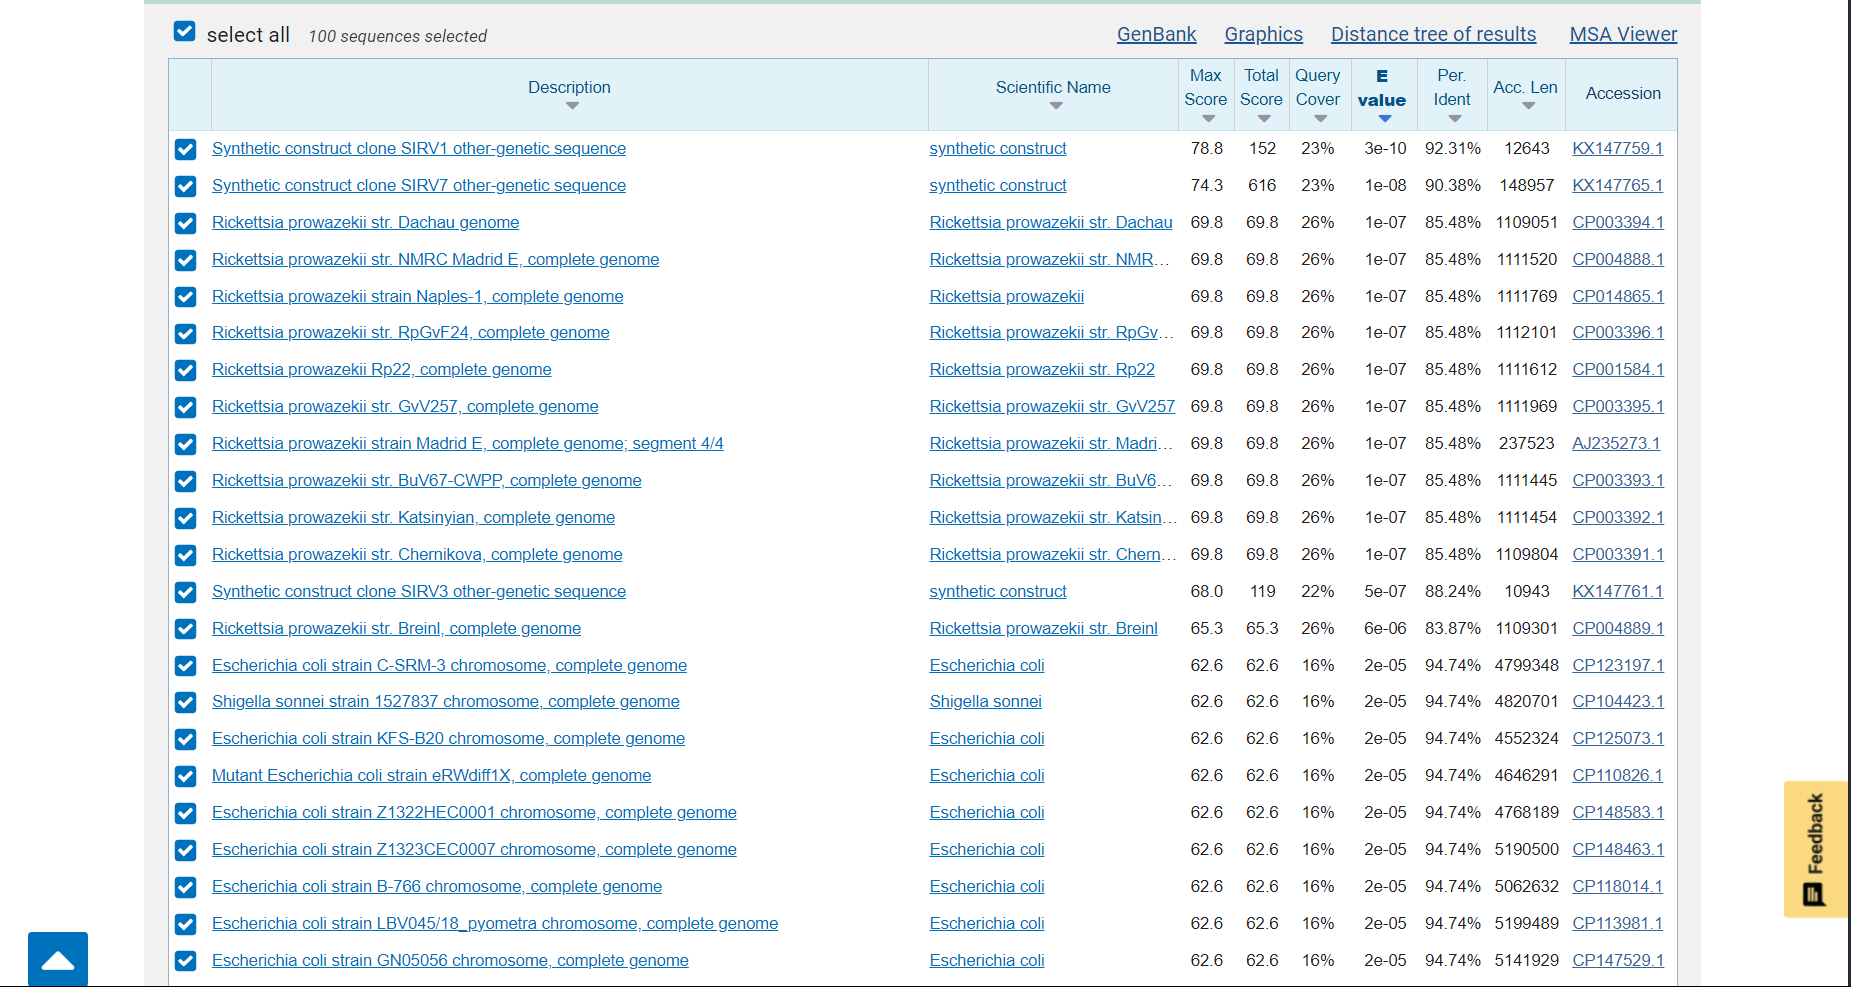 select all 100 sequences selected GenBank Graphics Distance tree of results MSA Viewer
Description Scientific Name Max Score Total Score Query Cover E value Per. Ident Acc. Len Accession
Synthetic construct clone SIRV1 other-genetic sequence synthetic construct 78.8 152 23% 3e-10 92.31% 12643 KX147759.1
Synthetic construct clone SIRV7 other-genetic sequence synthetic construct 74.3 616 23% 1e-08 90.38% 148957 KX147765.1
Rickettsia prowazekii str. Dachau genome Rickettsia prowazekii str. Dachau 69.8 69.8 26% 1e-07 85.48% 1109051 CP003394.1
Rickettsia prowazekii str. NMRC Madrid E, complete genome Rickettsia prowazekii str. NMR... 69.8 69.8 26% 1e-07 85.48% 1111520 CP004888.1
Rickettsia prowazekii strain Naples-1, complete genome Rickettsia prowazekii 69.8 69.8 26% 1e-07 85.48% 1111769 CP014865.1
Rickettsia prowazekii str. RpGvF24, complete genome Rickettsia prowazekii str. RpGv... 69.8 69.8 26% 1e-07 85.48% 1112101 CP003396.1
Rickettsia prowazekii Rp22, complete genome Rickettsia prowazekii str. Rp22 69.8 69.8 26% 1e-07 85.48% 1111612 CP001584.1
Rickettsia prowazekii str. GvV257, complete genome Rickettsia prowazekii str. GvV257 69.8 69.8 26% 1e-07 85.48% 1111969 CP003395.1
Rickettsia prowazekii strain Madrid E, complete genome; segment 4/4 Rickettsia prowazekii str. Madri... 69.8 69.8 26% 1e-07 85.48% 237523 AJ235273.1
Rickettsia prowazekii str. BuV67-CWPP, complete genome Rickettsia prowazekii str. BuV6... 69.8 69.8 26% 1e-07 85.48% 1111445 CP003393.1
Rickettsia prowazekii str. Katsinyian, complete genome Rickettsia prowazekii str. Katsin... 69.8 69.8 26% 1e-07 85.48% 1111454 CP003392.1
Rickettsia prowazekii str. Chernikova, complete genome Rickettsia prowazekii str. Chern... 69.8 69.8 26% 1e-07 85.48% 1109804 CP003391.1
Synthetic construct clone SIRV3 other-genetic sequence synthetic construct 68.0 119 22% 5e-07 88.24% 10943 KX147761.1
Rickettsia prowazekii str. Breinl, complete genome Rickettsia prowazekii str. Breinl 65.3 65.3 26% 6e-06 83.87% 1109301 CP004889.1
Escherichia coli strain C-SRM-3 chromosome, complete genome Escherichia coli 62.6 62.6 16% 2e-05 94.74% 4799348 CP123197.1
Shigella sonnei strain 1527837 chromosome, complete genome Shigella sonnei 62.6 62.6 16% 2e-05 94.74% 4820701 CP104423.1
Escherichia coli strain KFS-B20 chromosome, complete genome Escherichia coli 62.6 62.6 16% 2e-05 94.74% 4552324 CP125073.1
Mutant Escherichia coli strain eRWdiff1X, complete genome Escherichia coli 62.6 62.6 16% 2e-05 94.74% 4646291 CP110826.1
Escherichia coli strain Z1322HEC0001 chromosome, complete genome Escherichia coli 62.6 62.6 16% 2e-05 94.74% 4768189 CP148583.1
Escherichia coli strain Z1323CEC0007 chromosome, complete genome Escherichia coli 62.6 62.6 16% 2e-05 94.74% 5190500 CP148463.1
Escherichia coli strain B-766 chromosome, complete genome Escherichia coli 62.6 62.6 16% 2e-05 94.74% 5062632 CP118014.1
Escherichia coli strain LBV045/18_pyometra chromosome, complete genome Escherichia coli 62.6 62.6 16% 2e-05 94.74% 5199489 CP113981.1
Escherichia coli strain GN05056 chromosome, complete genome Escherichia coli 62.6 62.6 16% 2e-05 94.74% 5141929 CP147529.1
Feedback